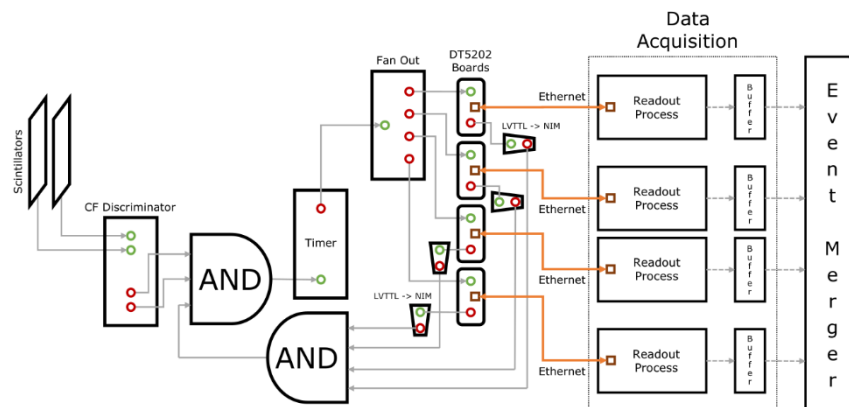 Data
Acquisition
Fan Out
DT5202
Boards
Ethernet
Readout
Process
Buffer
LVTTL -> NIM
Scintillators
CF Discriminator
Ethernet
Readout
Process
Buffer
AND
Timer
Ethernet
Readout
Process
Buffer
LVTTL -> NIM
AND
Ethernet
Readout
Process
Buffer
Event Merger